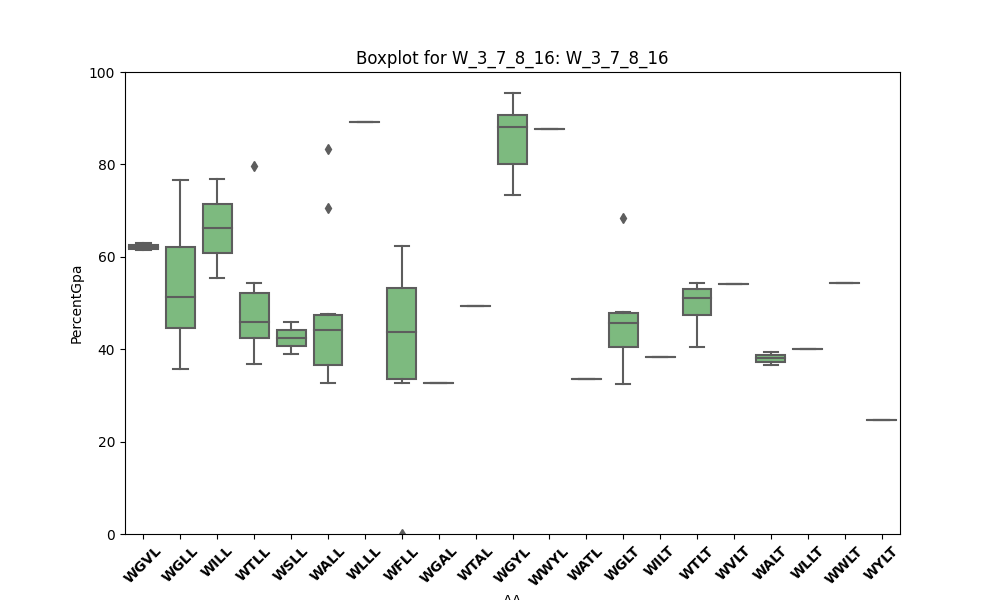 Boxplot for W_3_7_8_16: W_3_7_8_16
100
80
60
40
20
0
PercentGpa
WGVL WGLL WILL WTLL WSLL WALL WLLL WFLL WGAL WTAL WGYL WWYL WATL WGLT WILT WTLT WVLT WALT WLLT WWLT WYLT
AA